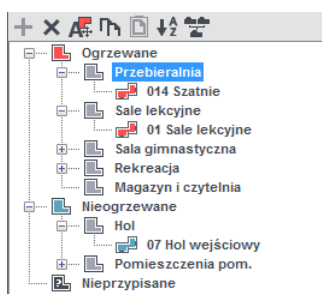 Ogrzewane
Przebieralnia
014 Szatnie
Sale lekcyjne
01 Sale lekcyjne
Sala gimnastyczna
Rekreacja
Magazyn i czytelnia
Nieogrzewane
Hol
07 Hol wejściowy
Pomieszczenia pom.
Nieprzypisane